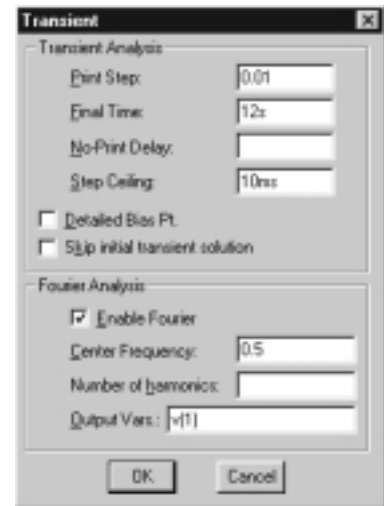 Transient
Transient Analysis
Print Step: 0.01
Final Time: 12s
No-Print Delay:
Step Ceiling: 10ms
Detailed Bias Pt.
Skip initial transient solution
Fourier Analysis
Enable Fourier
Center Frequency: 0.5
Number of harmonics:
Output Vars.: v(1)
OK Cancel